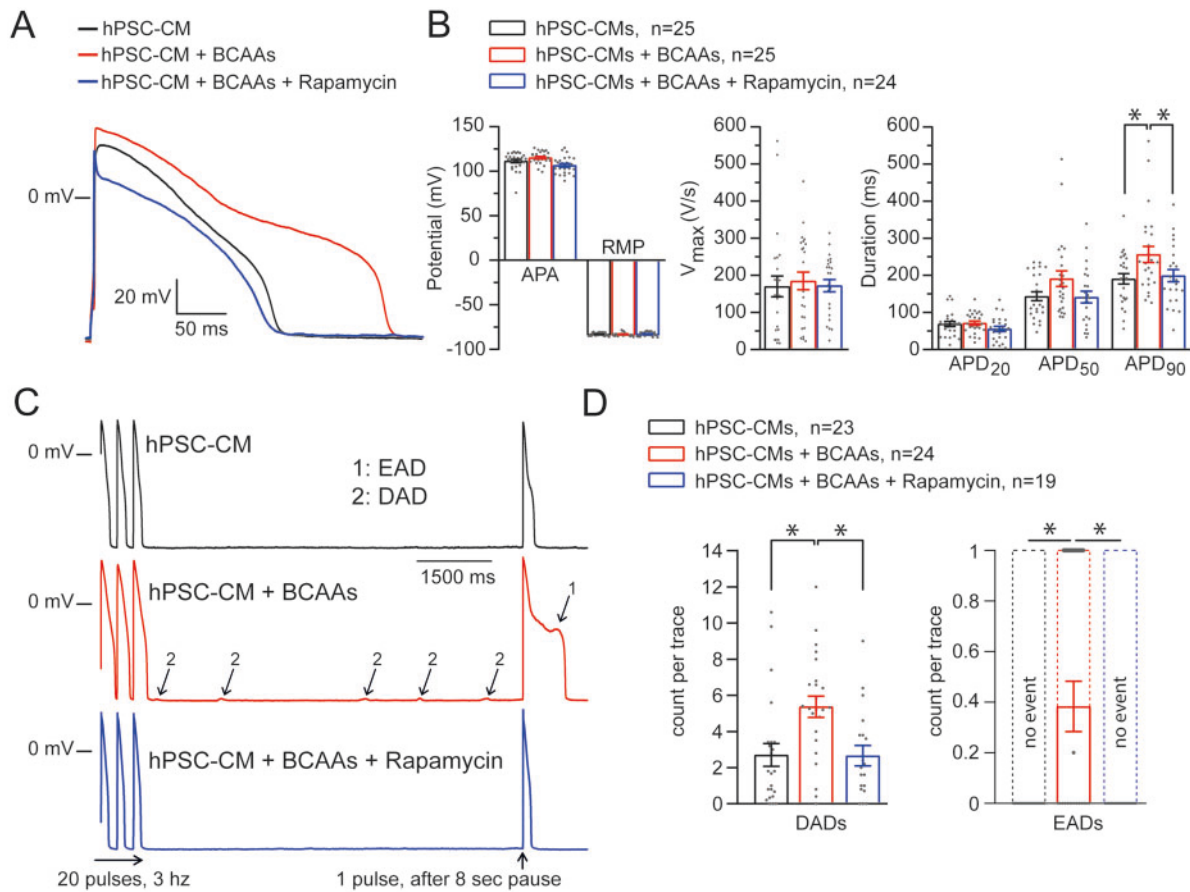 A
hPSC-CM
hPSC-CM + BCAAs
hPSC-CM + BCAAs + Rapamycin
0 mV
20 mV
50 ms
B
hPSC-CMs, n=25
hPSC-CMs + BCAAs, n=25
hPSC-CMs + BCAAs + Rapamycin, n=24
Potential (mV)
150
100
50
0
-50
-100
APA
RMP
Vmax (V/s)
600
500
400
300
200
100
0
Duration (ms)
600
500
400
300
200
100
0
* *
APD20 APD50 APD90
C
0 mV
hPSC-CM
1: EAD
2: DAD
1500 ms
0 mV
hPSC-CM + BCAAs
1
2 2 2 2 2
0 mV
hPSC-CM + BCAAs + Rapamycin
20 pulses, 3 hz
1 pulse, after 8 sec pause
D
hPSC-CMs, n=23
hPSC-CMs + BCAAs, n=24
hPSC-CMs + BCAAs + Rapamycin, n=19
count per trace
14
12
10
8
6
4
2
0
* *
DADs
count per trace
1
0.8
0.6
0.4
0.2
0
* *
no event
no event
EADs